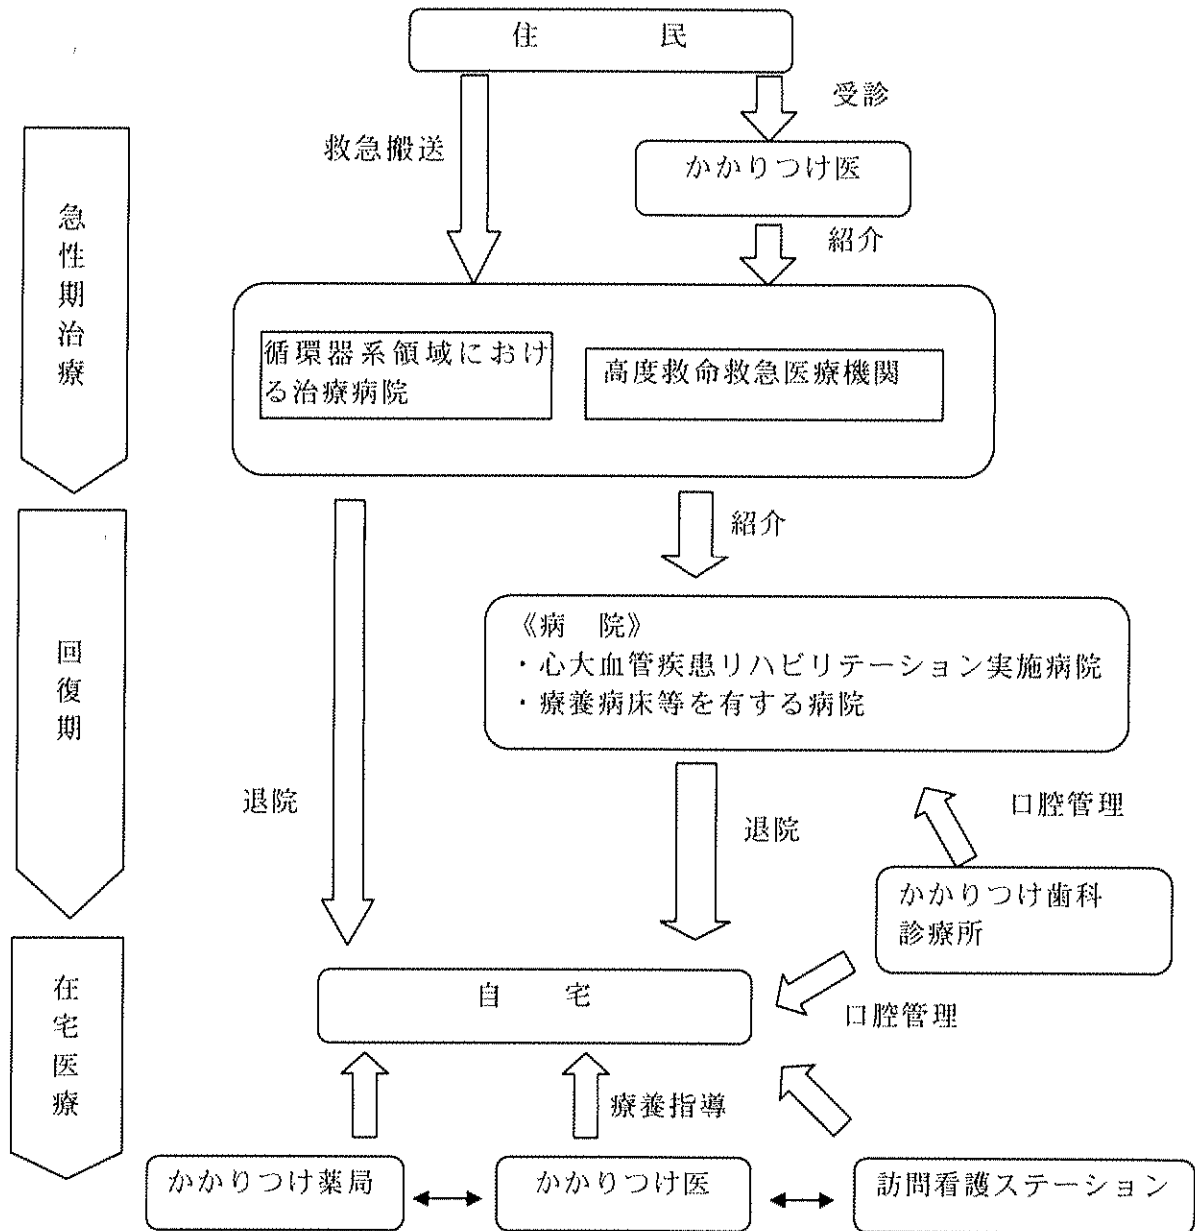 住　民
受診
救急搬送
かかりつけ医
紹介
急性期治療
循環器系領域におけ
る治療病院
高度救命救急医療機関
紹介
回復期
《病　院》
・心大血管疾患リハビリテーション実施病院
・療養病床等を有する病院
退院
退院
口腔管理
かかりつけ歯科
診療所
在宅医療
自　宅
口腔管理
療養指導
かかりつけ薬局
かかりつけ医
訪問看護ステーション